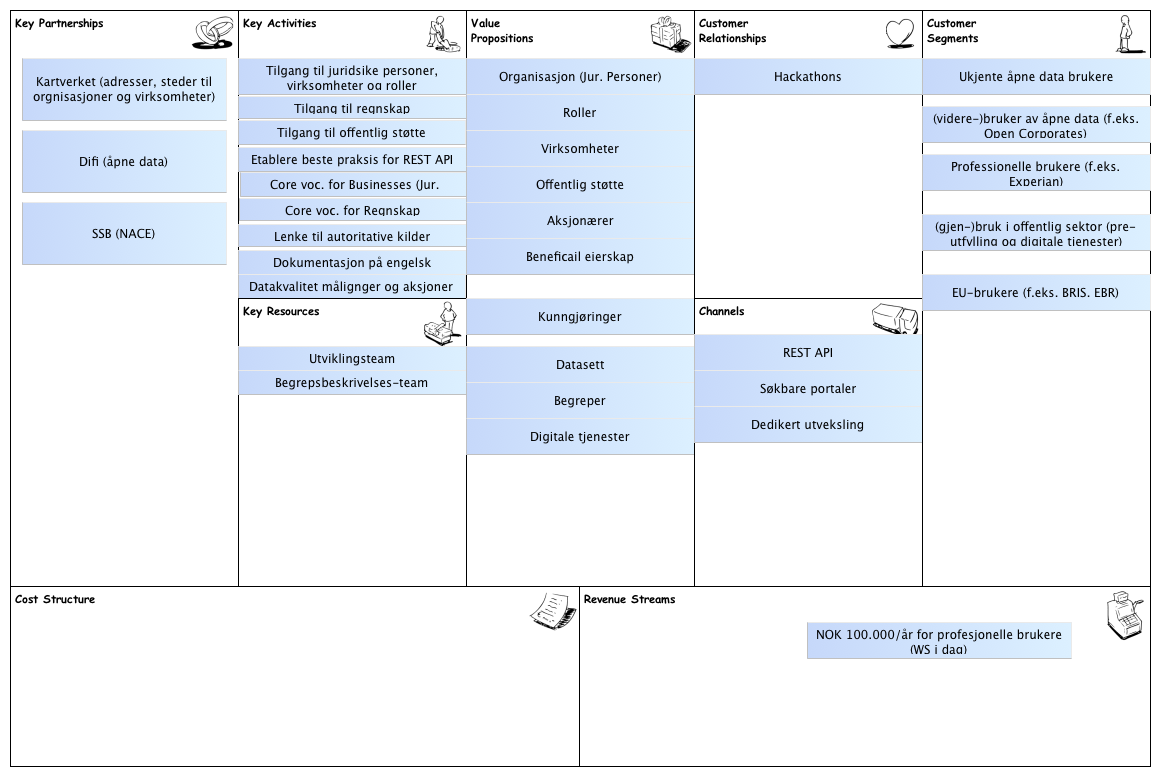 Key Partnerships
Kartverket (adresser, steder til
orgnisasjoner og virksomheter)
Difi (åpne data)
SSB (NACE)
Key Activities
Tilgang til juridsike personer,
virksomheter og roller
Tilgang til regnskap
Tilgang til offentlig støtte
Etablere beste praksis for REST API
Core voc. for Businesses (Jur.
Core voc. for Regnskap
Lenke til autoritative kilder
Dokumentasjon på engelsk
Datakvalitet målignger og aksjoner
Key Resources
Utviklingsteam
Begrepsbeskrivelses-team
Value
Propositions
Organisasjon (Jur. Personer)
Roller
Virksomheter
Offentlig støtte
Aksjonærer
Beneficail eierskap
Kunngjøringer
Datasett
Begreper
Digitale tjenester
Customer
Relationships
Hackathons
Channels
REST API
Søkbare portaler
Dedikert utveksling
Customer
Segments
Ukjente åpne data brukere
(videre-)bruker av åpne data (f.eks.
Open Corporates)
Professionelle brukere (f.eks.
Experian)
(gjen-)bruk i offentlig sektor (pre-
utfylling og digitale tjenester)
EU-brukere (f.eks. BRIS. EBR)
Cost Structure
Revenue Streams
NOK 100.000/år for profesjonelle brukere
(WS i dag)